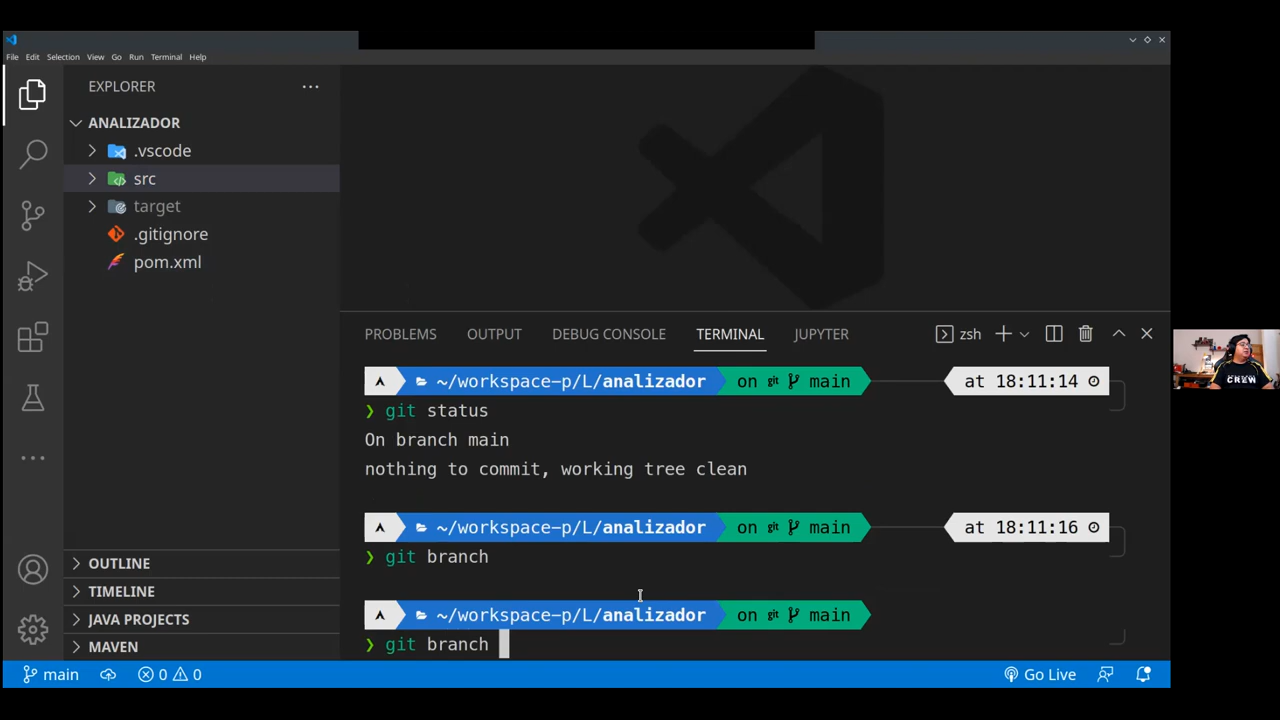 File Edit Selection View Go Run Terminal Help
EXPLORER
ANALIZADOR
.vscode
src
target
.gitignore
pom.xml
OUTLINE
TIMELINE
JAVA PROJECTS
MAVEN
PROBLEMS OUTPUT DEBUG CONSOLE TERMINAL JUPYTER zsh
~/workspace-p/L/analizador on git main at 18:11:14
❯ git status
On branch main
nothing to commit, working tree clean
~/workspace-p/L/analizador on git main at 18:11:16
❯ git branch
~/workspace-p/L/analizador on git main
❯ git branch
main 0 0 Go Live
CREW